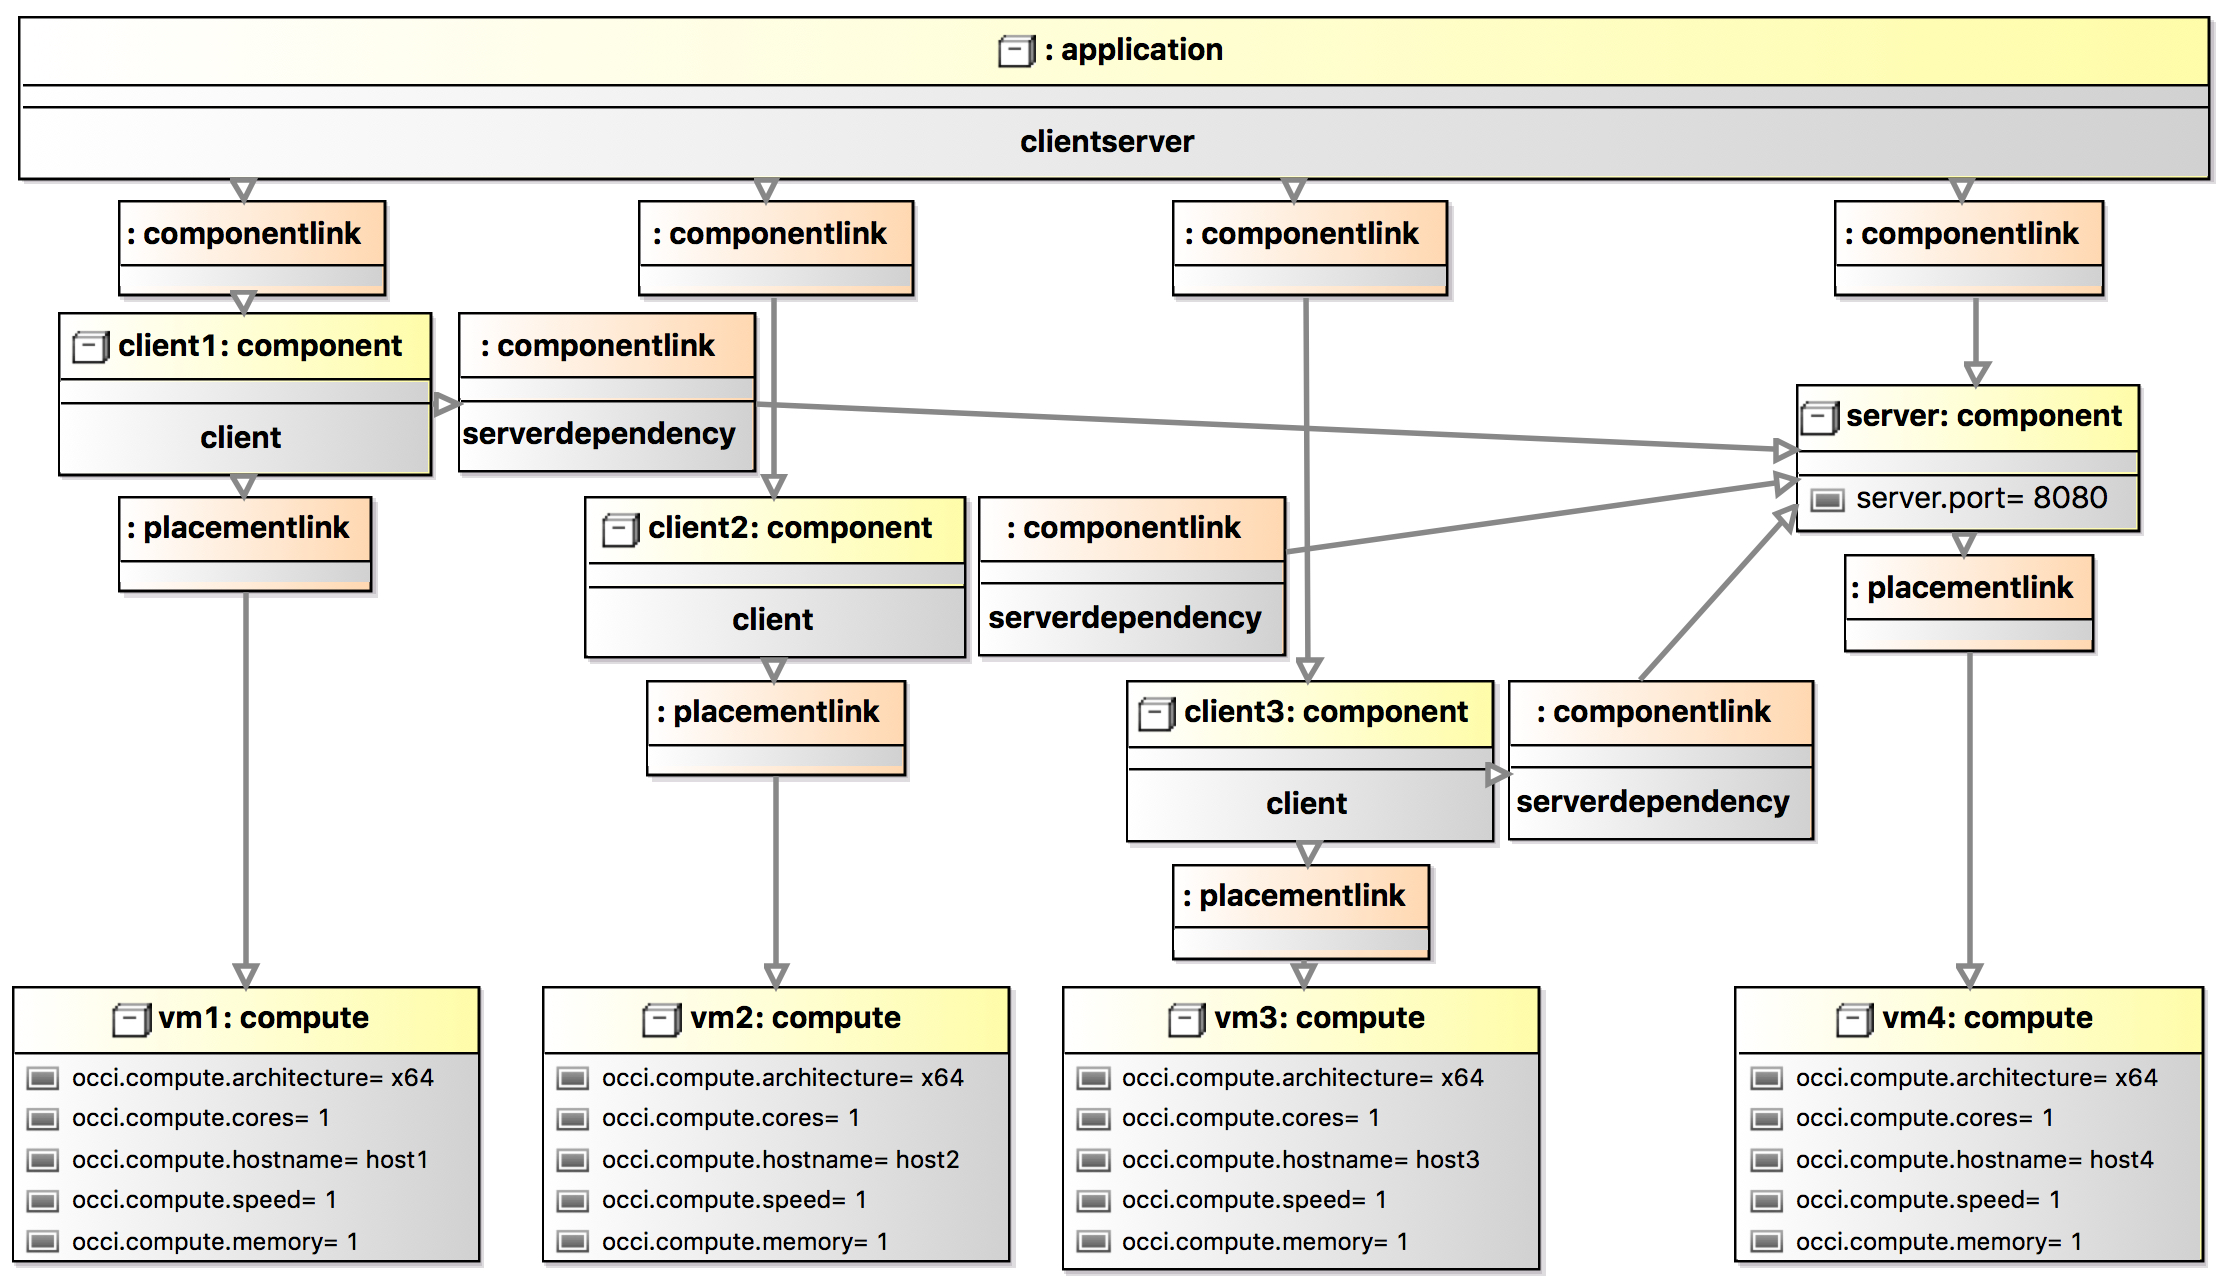 : application
clientserver
: componentlink
: componentlink
: componentlink
: componentlink
client1: component
client
: componentlink
serverdependency
server: component
server.port= 8080
: placementlink
client2: component
client
: componentlink
serverdependency
: placementlink
: placementlink
client3: component
client
: componentlink
serverdependency
: placementlink
vm1: compute
occi.compute.architecture= x64
occi.compute.cores= 1
occi.compute.hostname= host1
occi.compute.speed= 1
occi.compute.memory= 1
vm2: compute
occi.compute.architecture= x64
occi.compute.cores= 1
occi.compute.hostname= host2
occi.compute.speed= 1
occi.compute.memory= 1
vm3: compute
occi.compute.architecture= x64
occi.compute.cores= 1
occi.compute.hostname= host3
occi.compute.speed= 1
occi.compute.memory= 1
vm4: compute
occi.compute.architecture= x64
occi.compute.cores= 1
occi.compute.hostname= host4
occi.compute.speed= 1
occi.compute.memory= 1